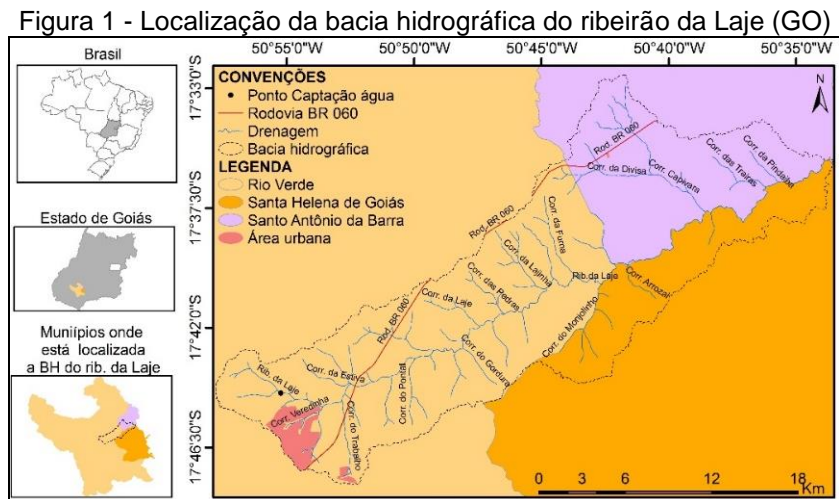 Figura 1 - Localização da bacia hidrográfica do ribeirão da Laje (GO)
Brasil
Estado de Goiás
Muniípios onde
está localizada
a BH do rib. da Laje
50°55'0"W 50°50'0"W 50°45'0"W 50°40'0"W 50°35'0"W
17°33'0"S
17°37'30"S
17°42'0"S
17°46'30"S
CONVENÇÕES
Ponto Captação água
Rodovia BR 060
Drenagem
Bacia hidrográfica
LEGENDA
Rio Verde
Santa Helena de Goiás
Santo Antônio da Barra
Área urbana
N
Rod. BR 060
Corr. da Divisa
Corr. Capivara
Corr. das Traíras
Corr. da Pindaíba
Rod. BR 060
Corr. da Furna
Corr. da Lajinha
Rib. da Laje
Corr. Arrozal
Corr. das Pedras
Corr. da Laje
Rod. BR 060
Corr. do Monjolinho
Corr. do Gordura
Corr. do Pontal
Corr. da Estiva
Rib. da Laje
Corr. Veredinha
Corr. do Trabalho
0 3 6 12 18
Km